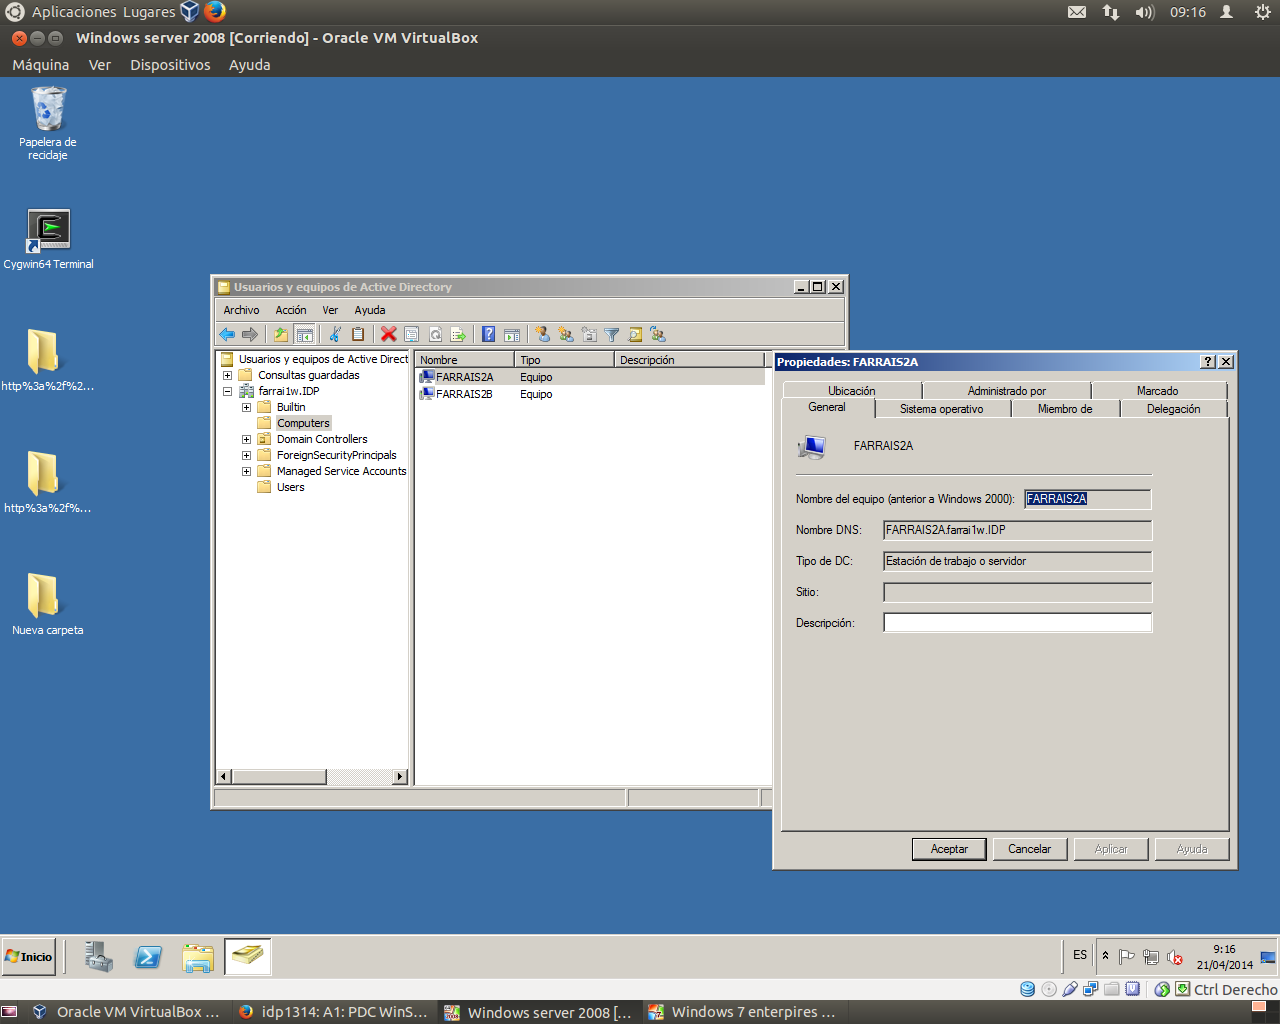 Aplicaciones Lugares
09:16
Windows server 2008 [Corriendo] - Oracle VM VirtualBox
Máquina Ver Dispositivos Ayuda
Papelera de
reciclaje
Cygwin64 Terminal
http%3a%2f%2...
http%3a%2f%...
Nueva carpeta
Usuarios y equipos de Active Directory
Archivo Acción Ver Ayuda
Usuarios y equipos de Active Direct
Consultas guardadas
farrai1w.IDP
Builtin
Computers
Domain Controllers
ForeignSecurityPrincipals
Managed Service Accounts
Users
Nombre Tipo Descripción
FARRAIS2A Equipo
FARRAIS2B Equipo
Propiedades: FARRAIS2A
Ubicación Administrado por Marcado
General Sistema operativo Miembro de Delegación
FARRAIS2A
Nombre del equipo (anterior a Windows 2000): FARRAIS2A
Nombre DNS: FARRAIS2A.farrai1w.IDP
Tipo de DC: Estación de trabajo o servidor
Sitio:
Descripción:
Aceptar Cancelar Aplicar Ayuda
Inicio
ES
9:16
21/04/2014
Ctrl Derecho
Oracle VM VirtualBox ...
idp1314: A1: PDC WinS...
Windows server 2008 [...
Windows 7 enterpires ...